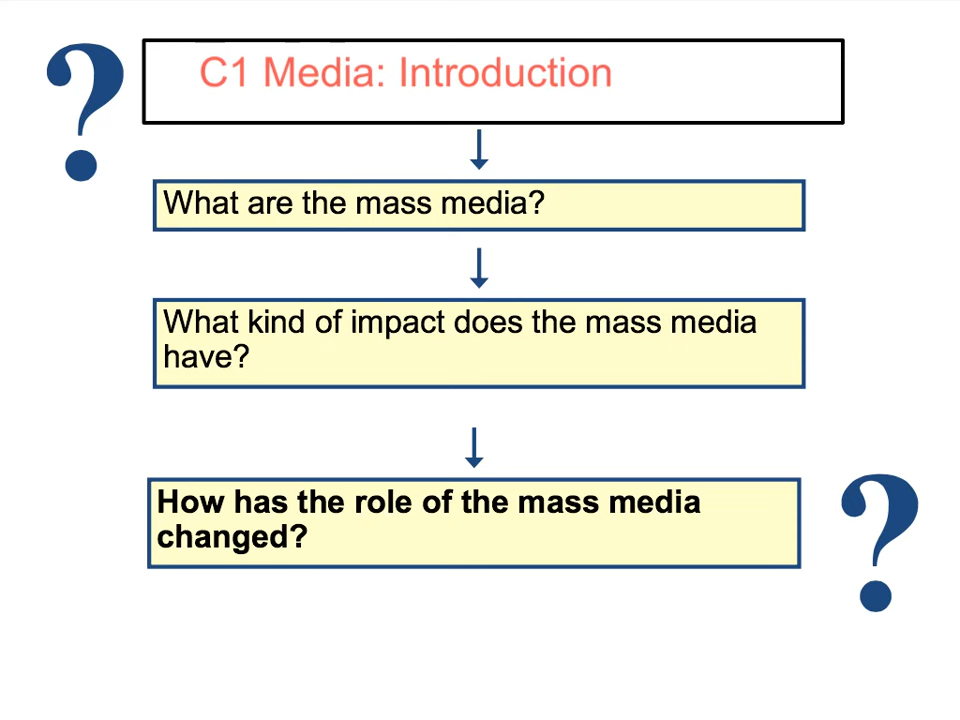 ?
C1 Media: Introduction
What are the mass media?
What kind of impact does the mass media
have?
How has the role of the mass media
changed?
?